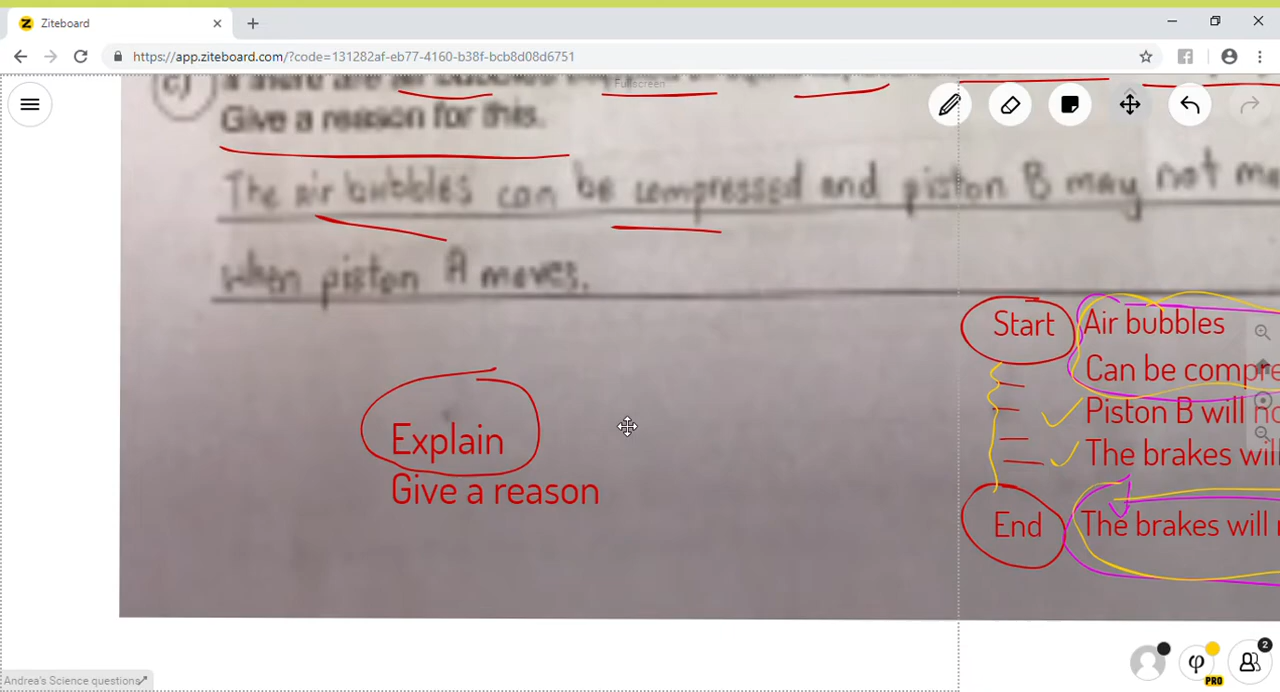 Ziteboard
https://app.ziteboard.com/?code=131282af-eb77-4160-b38f-bcb8d08d6751
Fullscreen
c)
Give a reason for this.
The air bubbles can be compressed and piston B may not
when piston A moves.
Start Air bubbles
Can be
Piston B will
The brakes will
End The brakes will
Explain
Give a reason
Andrea's Science questions
2
PRO